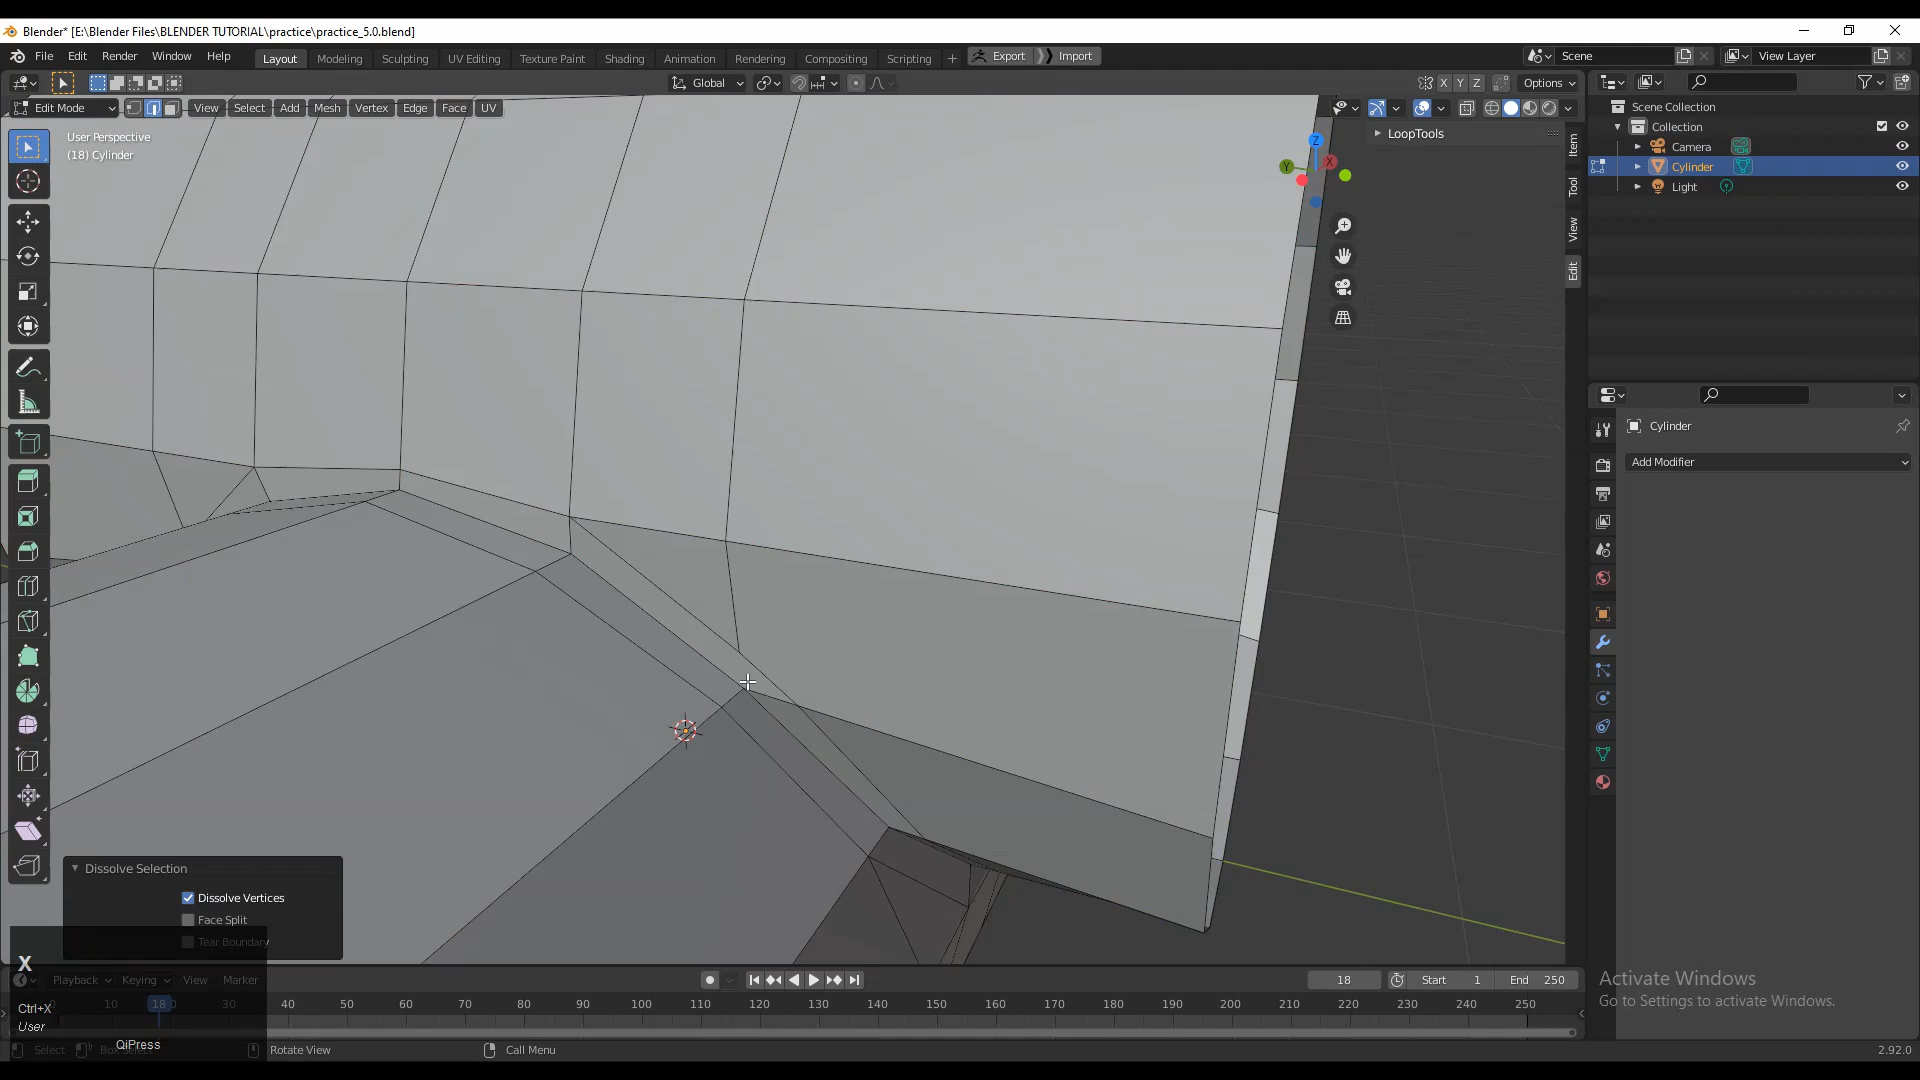 Blender* [E:\Blender Files\BLENDER TUTORIAL\practice\practice_5.0.blend]
File Edit Render Window Help Layout Modeling Sculpting UV Editing Texture Paint Shading Animation Rendering Compositing Scripting + Export Import Scene View Layer
Global X Y Z Options
Edit Mode View Select Add Mesh Vertex Edge Face UV
User Perspective
(18) Cylinder
LoopTools
Z
Y
X
Item
Tool
View
Edit
Scene Collection
Collection
Camera
Cylinder
Light
Cylinder
Add Modifier
Dissolve Selection
Dissolve Vertices
Face Split
Tear Boundary
X
Ctrl+X
User
QiPress
Playback Keying View Marker
18 Start 1 End 250
0 10 18 30 40 50 60 70 80 90 100 110 120 130 140 150 160 170 180 190 200 210 220 230 240 250
Select Box Select Rotate View Call Menu
Activate Windows
Go to Settings to activate Windows.
2.92.0